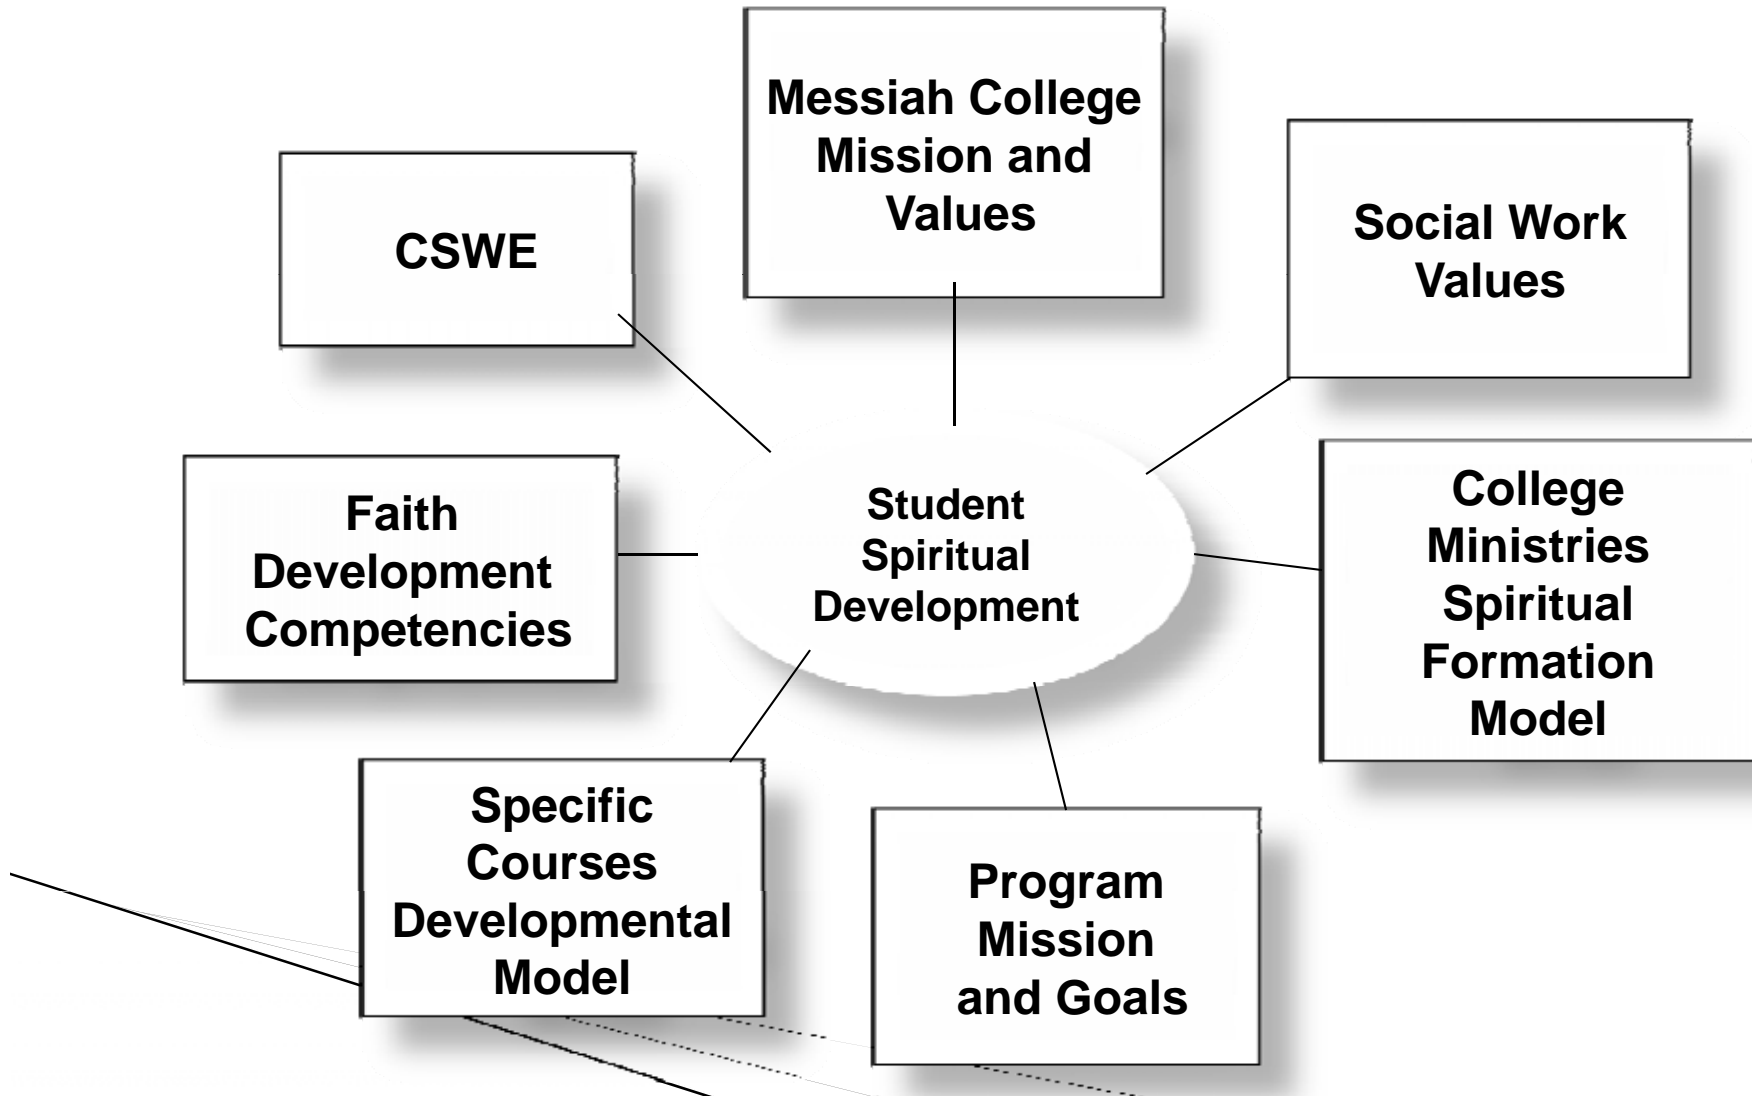 Messiah College
Mission and
Values
CSWE
Social Work
Values
Faith
Development
Competencies
Student
Spiritual
Development
College
Ministries
Spiritual
Formation
Model
Specific
Courses
Developmental
Model
Program
Mission
and Goals